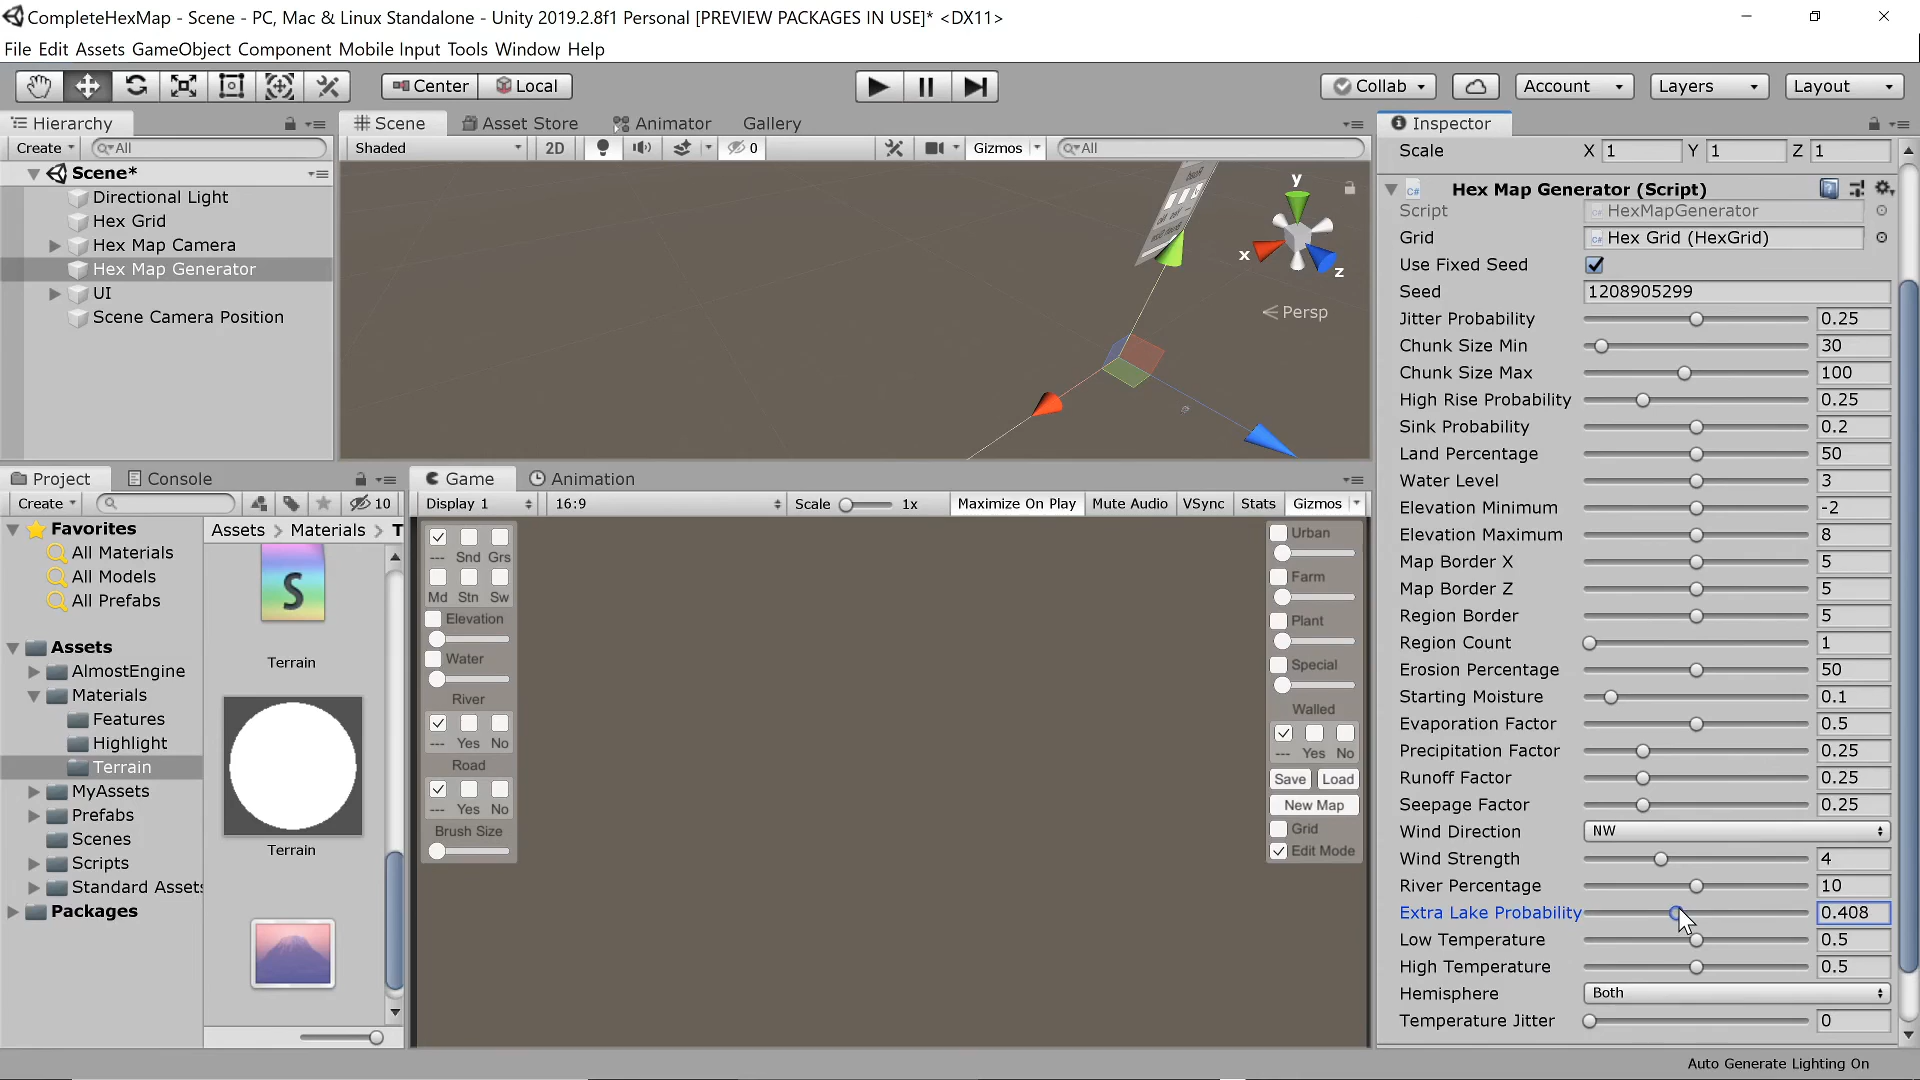 CompleteHexMap - Scene - PC, Mac & Linux Standalone - Unity 2019.2.8f1 Personal [PREVIEW PACKAGES IN USE]* <DX11>
File Edit Assets GameObject Component Mobile Input Tools Window Help
Center Local Collab Account Layers Layout
Hierarchy
Create All
Scene*
Directional Light
Hex Grid
Hex Map Camera
Hex Map Generator
UI
Scene Camera Position
Scene Asset Store Animator Gallery
Shaded 2D 0 Gizmos All
y
x
z
Persp
Project Console
Create 10
Favorites
All Materials
All Models
All Prefabs
Assets
AlmostEngine
Materials
Features
Highlight
Terrain
MyAssets
Prefabs
Scenes
Scripts
Standard Assets
Packages
Assets Materials T
S
Terrain
Terrain
Game Animation
Display 1 16:9 Scale 1x Maximize On Play Mute Audio VSync Stats Gizmos
--- Snd Grs
Md Stn Sw
Elevation
Water
River
--- Yes No
Road
--- Yes No
Brush Size
Urban
Farm
Plant
Special
Walled
--- Yes No
Save Load
New Map
Grid
Edit Mode
Inspector
Scale X 1 Y 1 Z 1
Hex Map Generator (Script)
Script HexMapGenerator
Grid Hex Grid (HexGrid)
Use Fixed Seed
Seed 1208905299
Jitter Probability 0.25
Chunk Size Min 30
Chunk Size Max 100
High Rise Probability 0.25
Sink Probability 0.2
Land Percentage 50
Water Level 3
Elevation Minimum -2
Elevation Maximum 8
Map Border X 5
Map Border Z 5
Region Border 5
Region Count 1
Erosion Percentage 50
Starting Moisture 0.1
Evaporation Factor 0.5
Precipitation Factor 0.25
Runoff Factor 0.25
Seepage Factor 0.25
Wind Direction NW
Wind Strength 4
River Percentage 10
Extra Lake Probability 0.408
Low Temperature 0.5
High Temperature 0.5
Hemisphere Both
Temperature Jitter 0
Auto Generate Lighting On